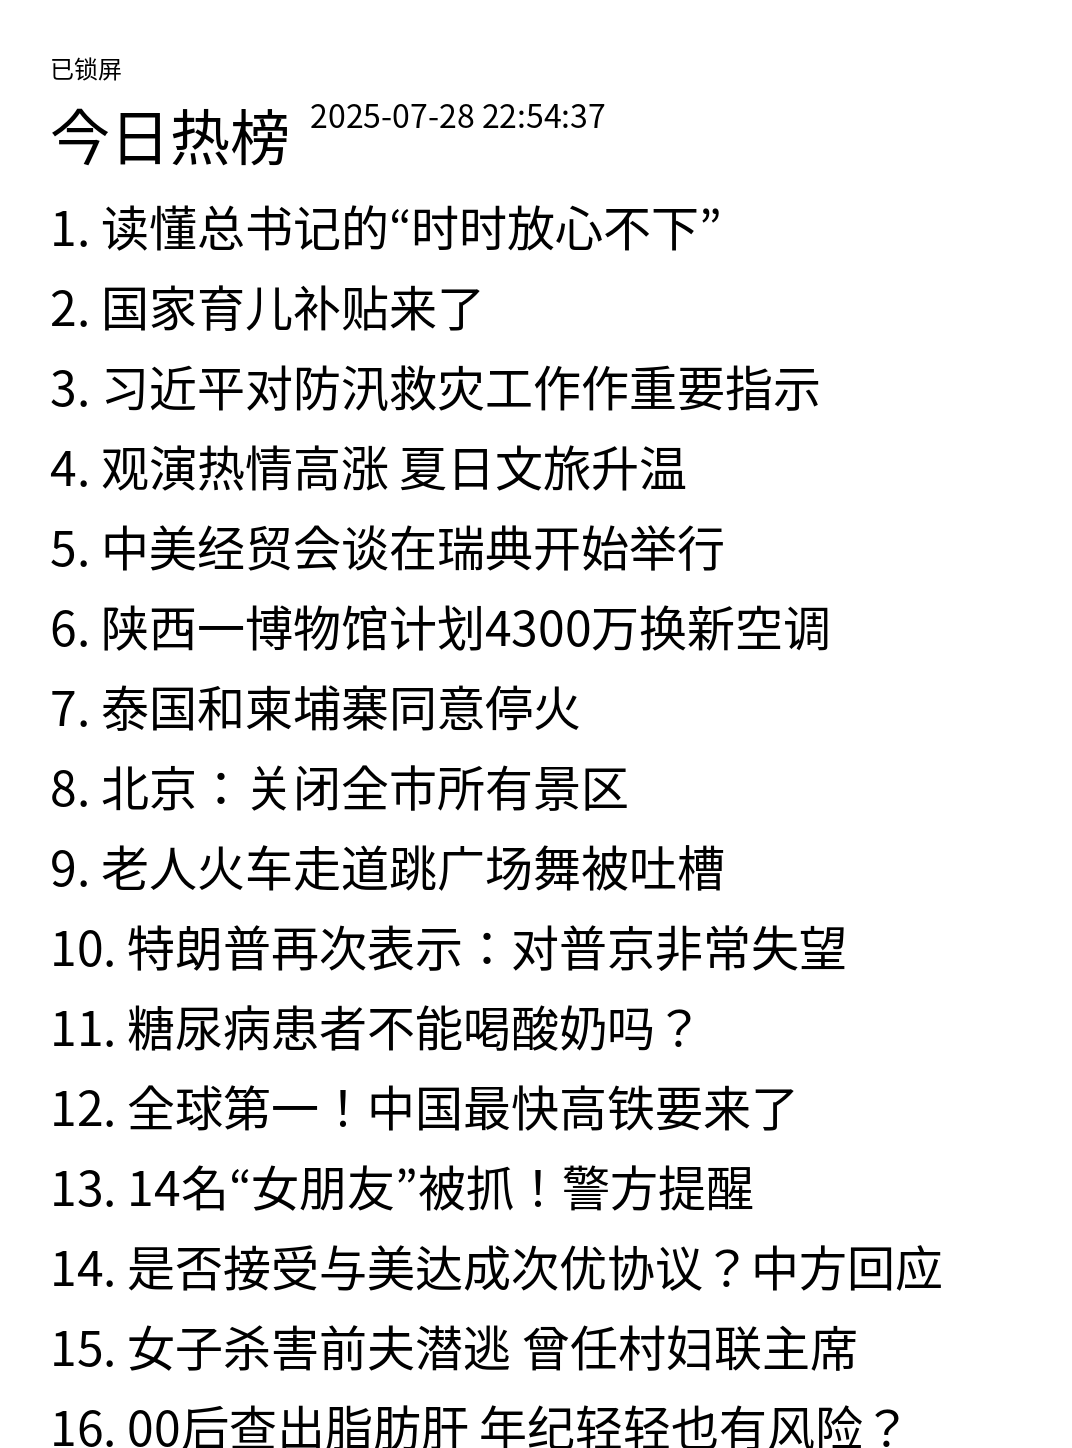 已锁屏
今日热榜 2025-07-28 22:54:37
1. 读懂总书记的“时时放心不下”
2. 国家育儿补贴来了
3. 习近平对防汛救灾工作作重要指示
4. 观演热情高涨 夏日文旅升温
5. 中美经贸会谈在瑞典开始举行
6. 陕西一博物馆计划4300万换新空调
7. 泰国和柬埔寨同意停火
8. 北京：关闭全市所有景区
9. 老人火车走道跳广场舞被吐槽
10. 特朗普再次表示：对普京非常失望
11. 糖尿病患者不能喝酸奶吗？
12. 全球第一！中国最快高铁要来了
13. 14名“女朋友”被抓！警方提醒
14. 是否接受与美达成次优协议？中方回应
15. 女子杀害前夫潜逃 曾任村妇联主席
16. 00后查出脂肪肝 年纪轻轻也有风险？